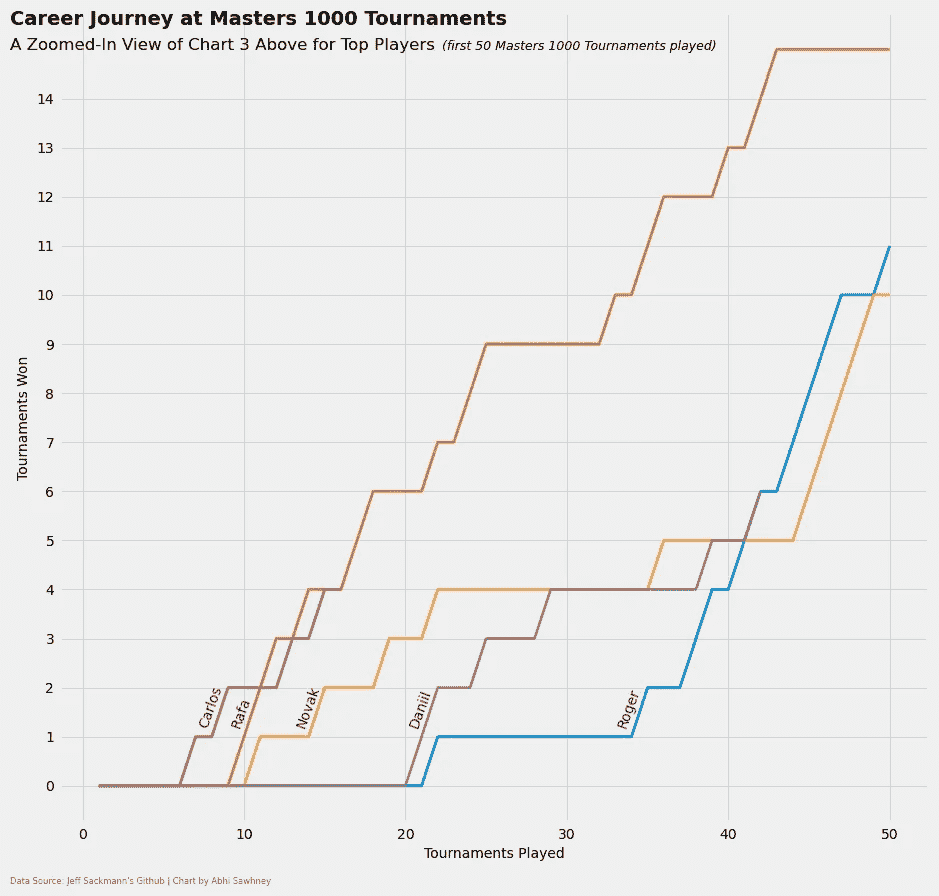 Career Journey at Masters 1000 Tournaments
A Zoomed-In View of Chart 3 Above for Top Players (first 50 Masters 1000 Tournaments played)
14
13
12
11
10
9
8
7
6
5
4
3
2
1
0
Tournaments Won
Carlos
Rafa
Novak
Daniil
Roger
0 10 20 30 40 50
Tournaments Played
Data Source: Jeff Sackmann's Github | Chart by Abhi Sawhney